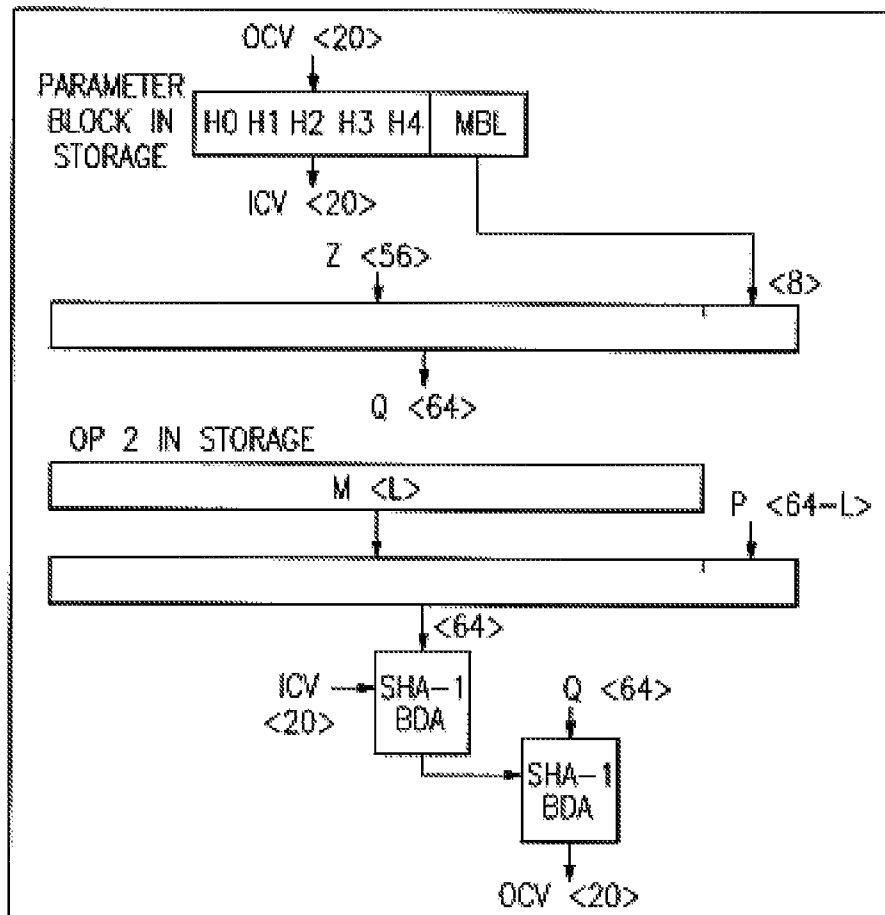 OCV <20>
PARAMETER
BLOCK IN
STORAGE
H0 H1 H2 H3 H4 MBL
ICV <20>
Z <56>
<8>
Q <64>
OP 2 IN STORAGE
M <L>
P <64-L>
<64>
ICV
<20>
SHA-1
BDA
Q <64>
SHA-1
BDA
OCV <20>